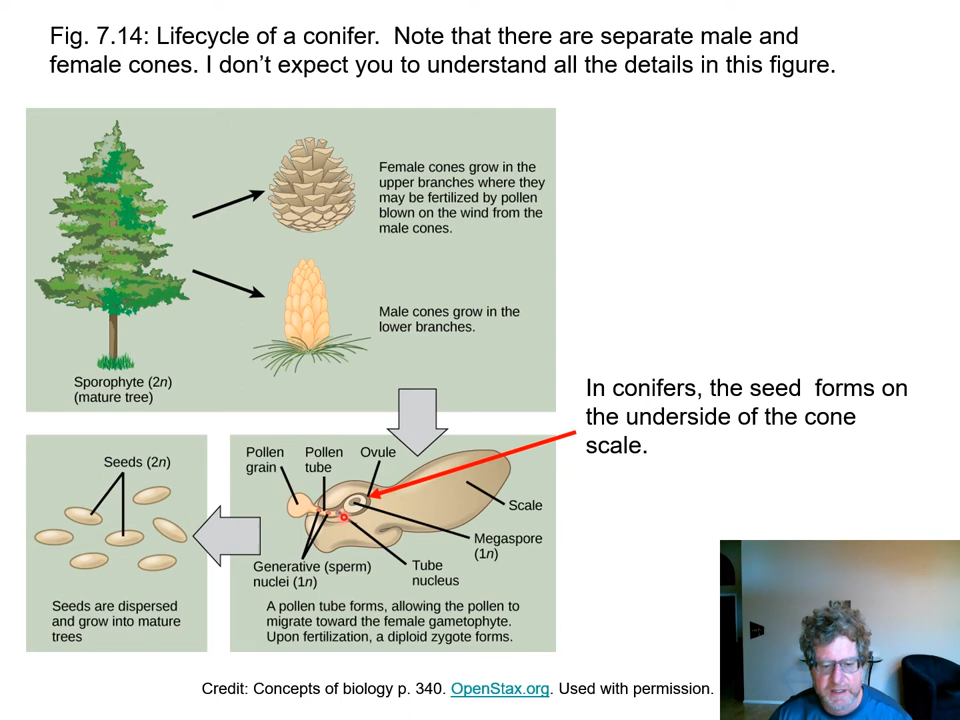 Fig. 7.14: Lifecycle of a conifer.  Note that there are separate male and
female cones. I don’t expect you to understand all the details in this figure.
Female cones grow in the
upper branches where they
may be fertilized by pollen
blown on the wind from the
male cones.
Male cones grow in the
lower branches.
Sporophyte (2n)
(mature tree)
In conifers, the seed  forms on
the underside of the cone
scale.
Seeds (2n)
Seeds are dispersed
and grow into mature
trees
Pollen
grain
Pollen
tube
Ovule
Scale
Megaspore
(1n)
Generative (sperm)
nuclei (1n)
Tube
nucleus
A pollen tube forms, allowing the pollen to
migrate toward the female gametophyte.
Upon fertilization, a diploid zygote forms.
Credit: Concepts of biology p. 340. OpenStax.org. Used with permission.